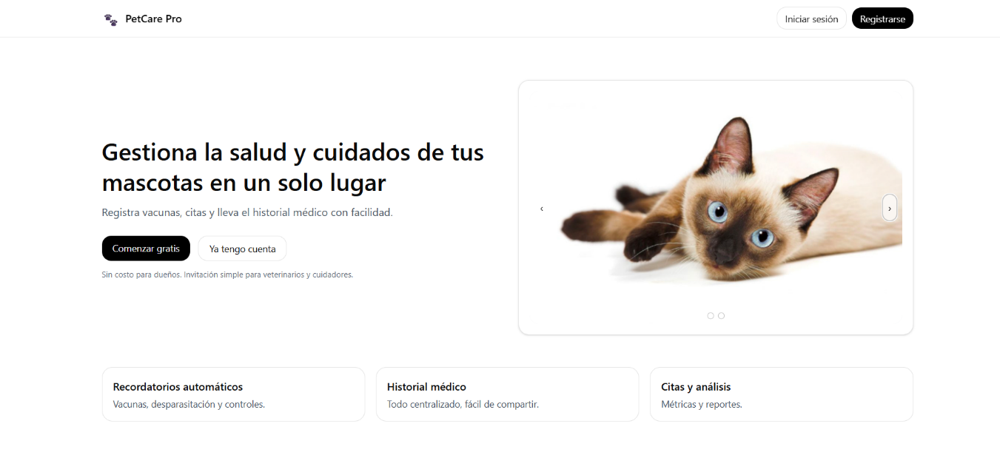 PetCare Pro
Iniciar sesión
Registrarse
Gestiona la salud y cuidados de tus
mascotas en un solo lugar
Registra vacunas, citas y lleva el historial médico con facilidad.
Comenzar gratis
Ya tengo cuenta
Sin costo para dueños. Invitación simple para veterinarios y cuidadores.
‹
›
Recordatorios automáticos
Vacunas, desparasitación y controles.
Historial médico
Todo centralizado, fácil de compartir.
Citas y análisis
Métricas y reportes.